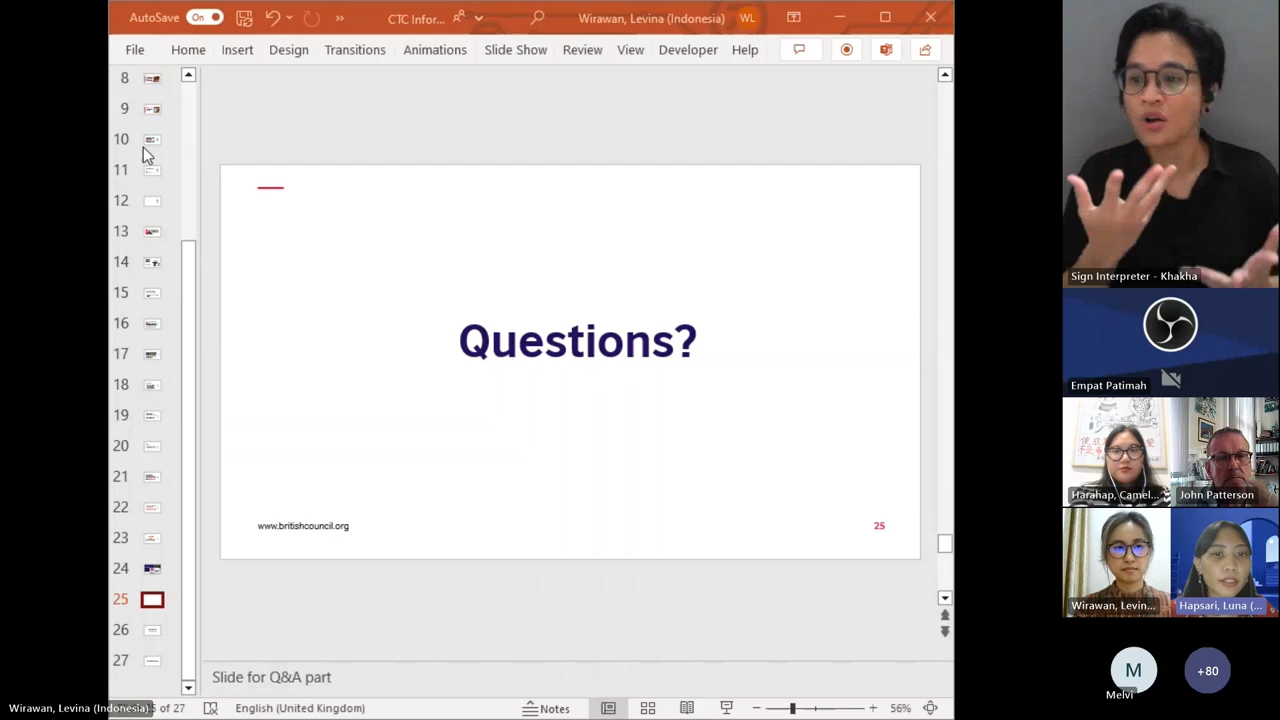 AutoSave
On
CTC Infor...
Wirawan, Levina (Indonesia)
WL
File
Home
Insert
Design
Transitions
Animations
Slide Show
Review
View
Developer
Help
8
9
10
11
12
13
14
15
16
17
18
19
20
21
22
23
24
25
26
27
Questions?
www.britishcouncil.org
25
Slide for Q&A part
Wirawan, Levina (Indonesia)
of 27
English (United Kingdom)
Notes
56%
Sign Interpreter - Khakha
Empat Patimah
Harahap, Camel...
John Patterson
Wirawan, Levin...
Hapsari, Luna (...
M
Melvi
+80